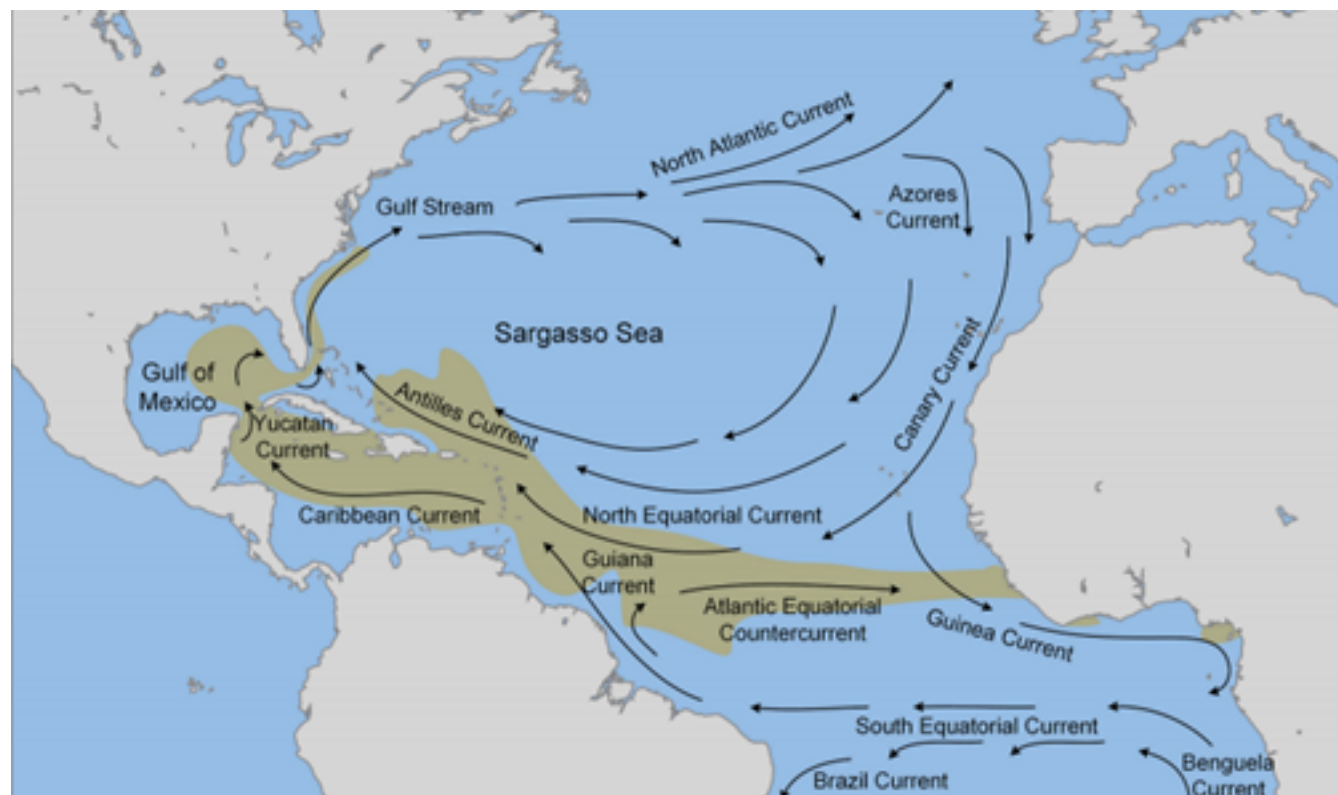 North Atlantic Current
Gulf Stream
Azores
Current
Sargasso Sea
Gulf of
Mexico
Antilles Current
Canary Current
Yucatan
Current
Caribbean Current
North Equatorial Current
Guiana
Current
Atlantic Equatorial
Countercurrent
Guinea Current
South Equatorial Current
Brazil Current
Benguela
Current